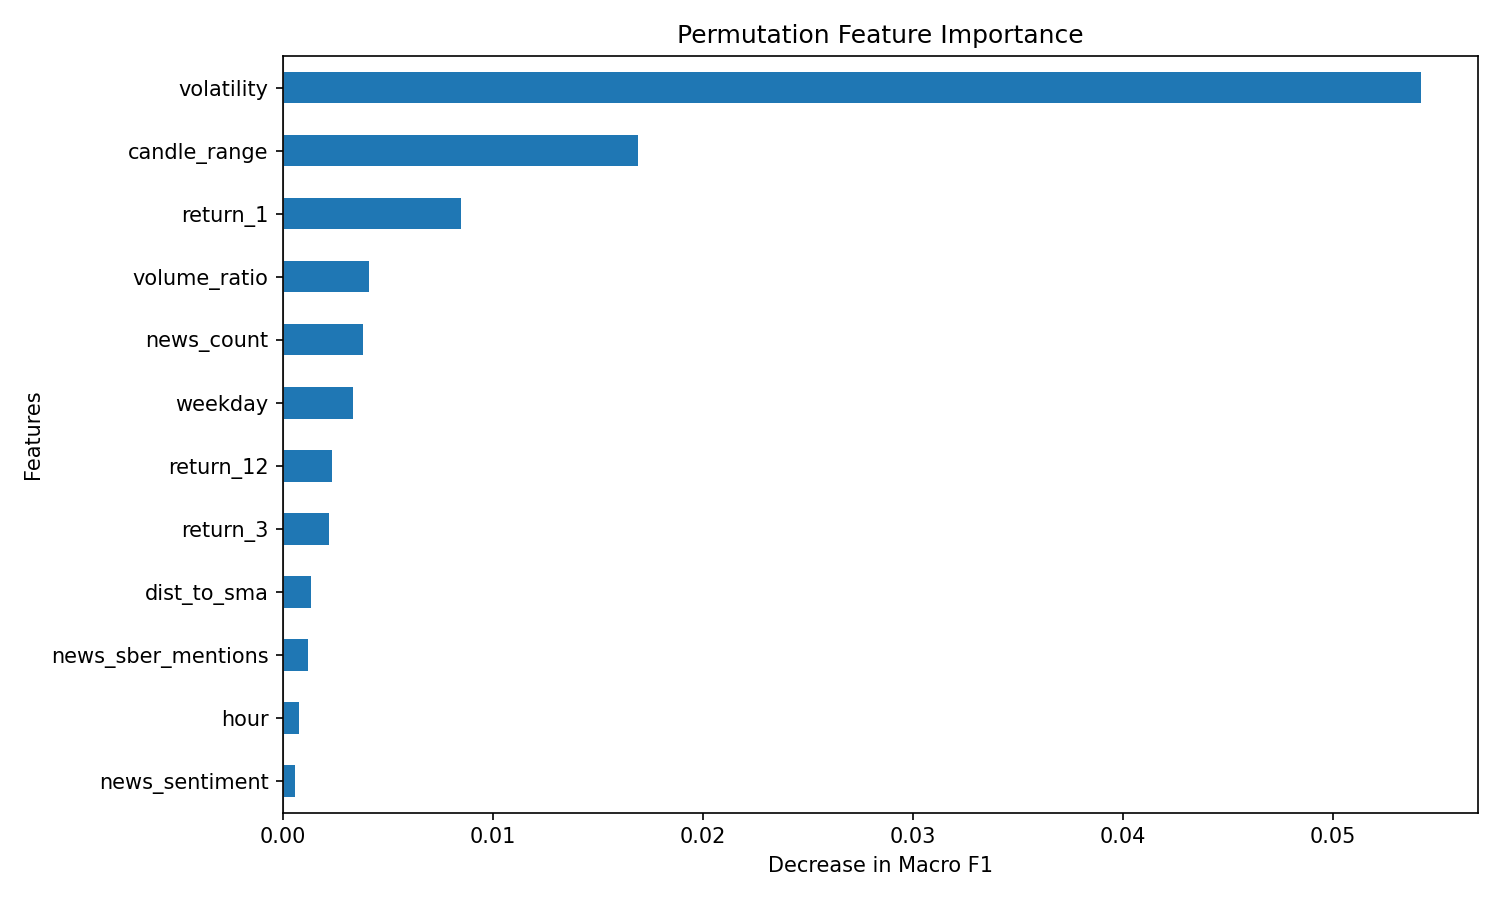 Permutation Feature Importance
volatility
candle_range
return_1
volume_ratio
news_count
weekday
return_12
return_3
dist_to_sma
news_sber_mentions
hour
news_sentiment
Features
0.00 0.01 0.02 0.03 0.04 0.05
Decrease in Macro F1